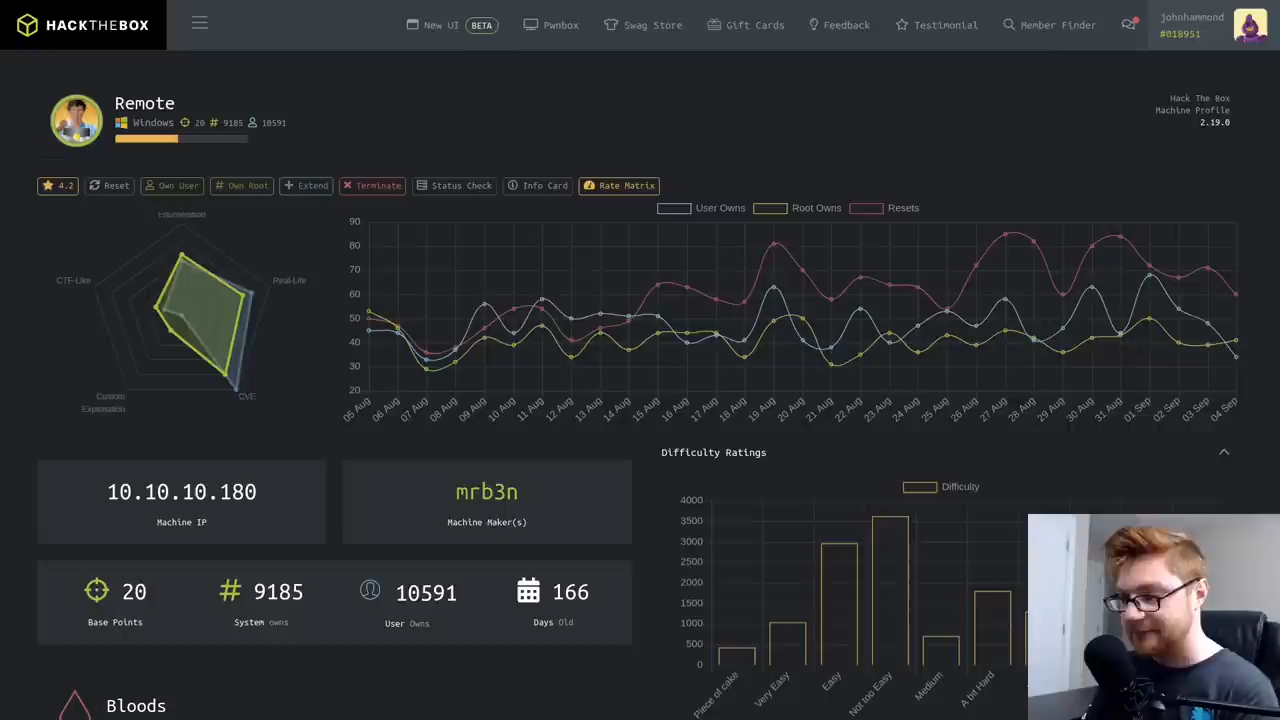 HACKTHEBOX
New UI BETA
Pwnbox
Swag Store
Gift Cards
Feedback
Testimonial
Member Finder
johnhammond
#018951
Remote
Windows 20 # 9185 10591
Hack The Box
Machine Profile
2.19.0
4.2
Reset
Own User
# Own Root
Extend
Terminate
Status Check
Info Card
Rate Matrix
Enumeration
Real-Life
CVE
Custom
Exploitation
CTF-Like
User Owns
Root Owns
Resets
90
80
70
60
50
40
30
20
05 Aug
06 Aug
07 Aug
08 Aug
09 Aug
10 Aug
11 Aug
12 Aug
13 Aug
14 Aug
15 Aug
16 Aug
17 Aug
18 Aug
19 Aug
20 Aug
21 Aug
22 Aug
23 Aug
24 Aug
25 Aug
26 Aug
27 Aug
28 Aug
29 Aug
30 Aug
31 Aug
01 Sep
02 Sep
03 Sep
04 Sep
10.10.10.180
Machine IP
mrb3n
Machine Maker(s)
20
Base Points
# 9185
System owns
10591
User Owns
166
Days Old
Bloods
Difficulty Ratings
Difficulty
4000
3500
3000
2500
2000
1500
1000
500
0
Piece of cake
Very Easy
Easy
Not too Easy
Medium
A bit Hard